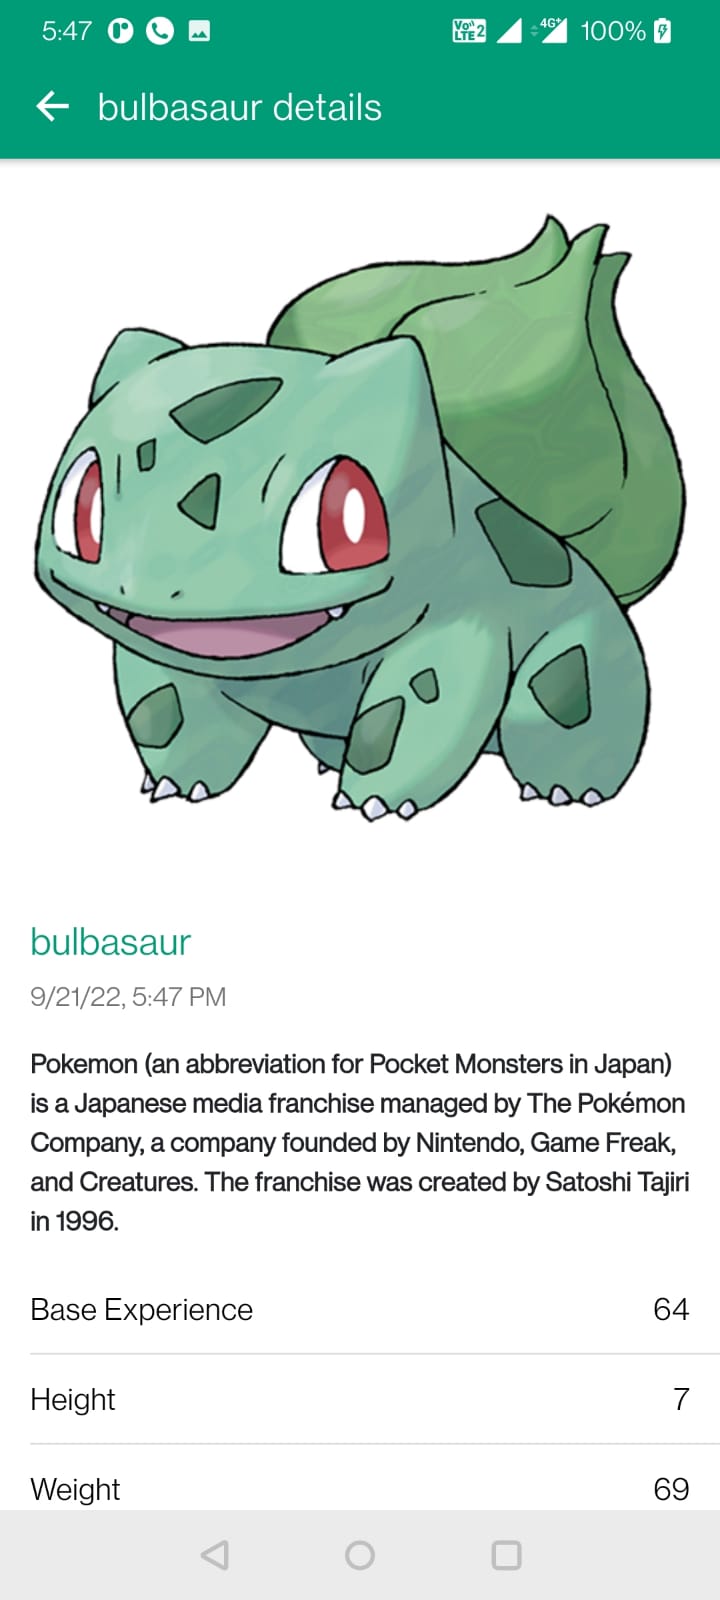 5:47 Vo)) LTE 2 4G+ 100%
bulbasaur details
bulbasaur
9/21/22, 5:47 PM
Pokemon (an abbreviation for Pocket Monsters in Japan)
is a Japanese media franchise managed by The Pokémon
Company, a company founded by Nintendo, Game Freak,
and Creatures. The franchise was created by Satoshi Tajiri
in 1996.
Base Experience 64
Height 7
Weight 69